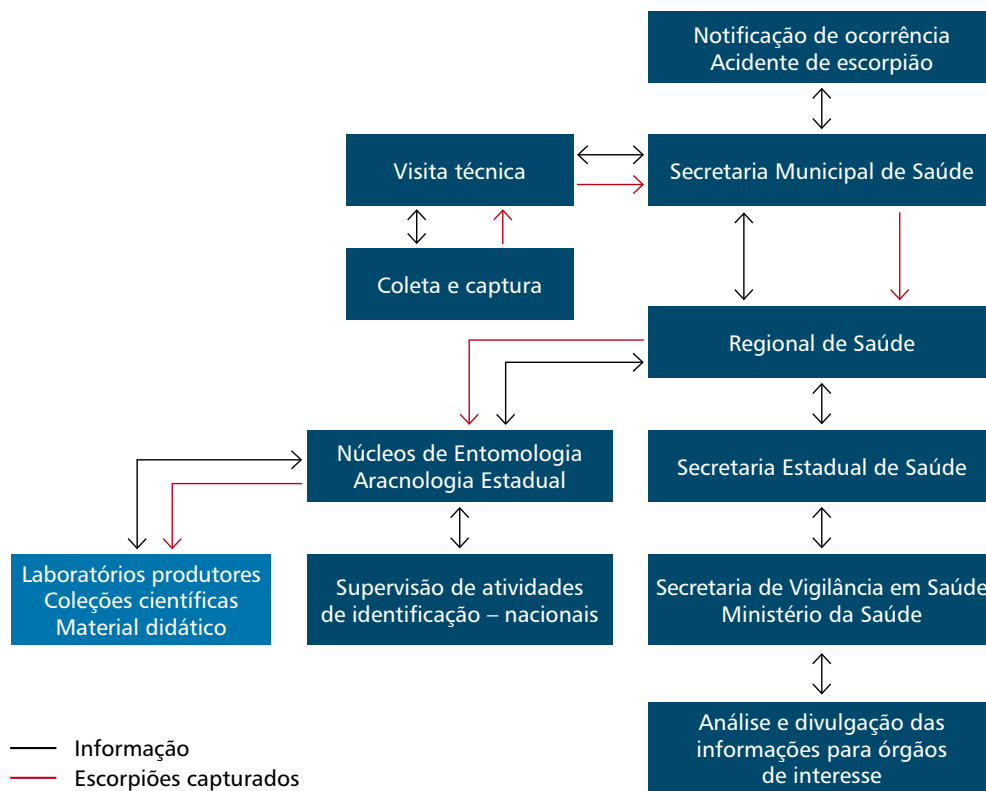 Notificação de ocorrência
Acidente de escorpião
Visita técnica
Secretaria Municipal de Saúde
Coleta e captura
Regional de Saúde
Núcleos de Entomologia
Aracnologia Estadual
Secretaria Estadual de Saúde
Laboratórios produtores
Coleções científicas
Material didático
Supervisão de atividades
de identificação – nacionais
Secretaria de Vigilância em Saúde
Ministério da Saúde
Análise e divulgação das
informações para órgãos
de interesse
Informação
Escorpiões capturados